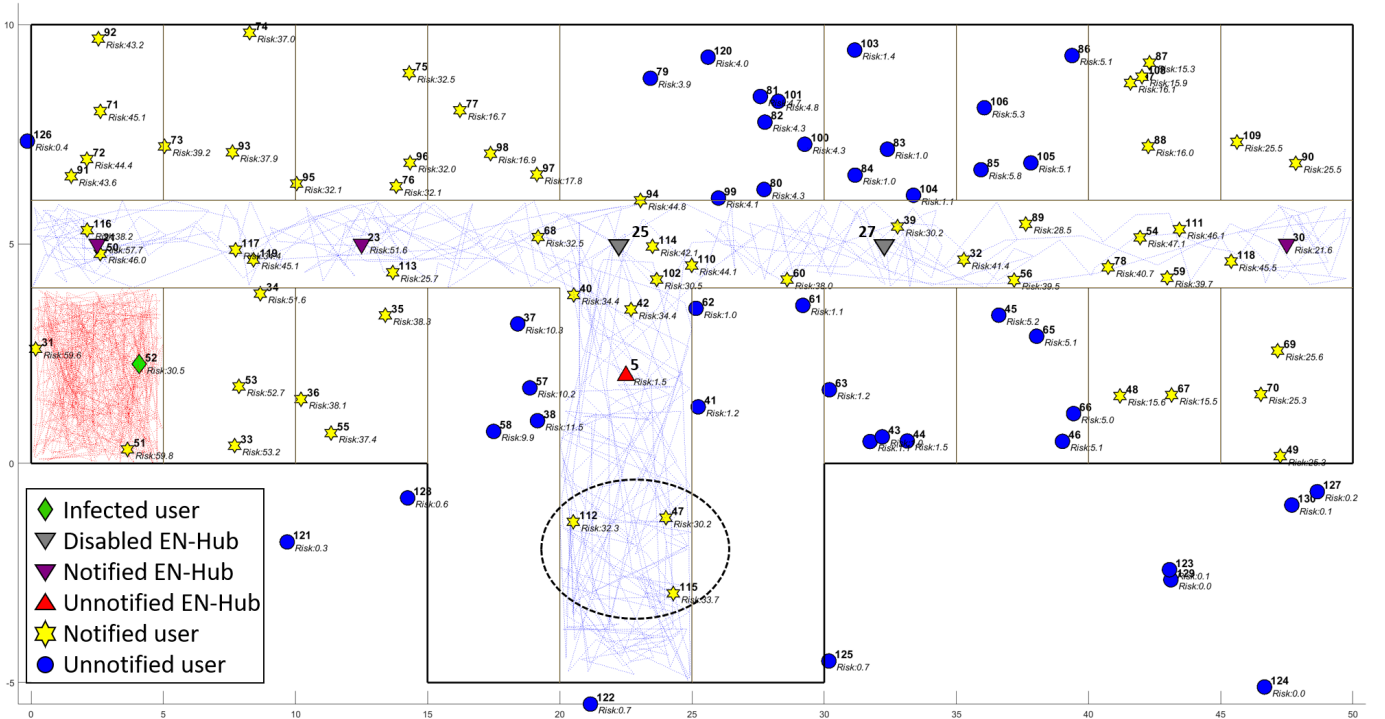 10
92
Risk:43.2
74
Risk:37.0
75
Risk:32.5
120
Risk:4.0
79
Risk:3.9
103
Risk:1.4
86
Risk:5.1
87
Risk:15.3
108
Risk:15.9
Risk:16.1
71
Risk:45.1
77
Risk:16.7
81
101
Risk:4.8
82
Risk:4.3
106
Risk:5.3
126
Risk:0.4
72
Risk:44.4
91
Risk:43.6
73
Risk:39.2
93
Risk:37.9
96
Risk:32.0
98
Risk:16.9
100
Risk:4.3
83
Risk:1.0
88
Risk:16.0
109
Risk:25.5
90
Risk:25.5
95
Risk:32.1
76
Risk:32.1
97
Risk:17.8
80
Risk:4.3
84
Risk:1.0
85
Risk:5.8
105
Risk:5.1
94
Risk:44.8
99
Risk:4.1
104
Risk:1.1
5
116
Risk:38.2
Risk:57.7
50
Risk:46.0
117
Risk:45.1
23
Risk:51.6
113
Risk:25.7
68
Risk:32.5
25
114
Risk:42.1
110
Risk:44.1
102
Risk:30.5
60
Risk:38.0
27
39
Risk:30.2
89
Risk:28.5
32
Risk:41.4
56
Risk:39.5
54
Risk:47.1
111
Risk:46.1
78
Risk:40.7
59
Risk:39.7
118
Risk:45.5
30
Risk:21.6
34
Risk:51.6
35
Risk:38.3
40
Risk:34.4
42
Risk:34.4
62
Risk:1.0
61
Risk:1.1
45
Risk:5.2
37
Risk:10.3
65
Risk:5.1
31
Risk:59.6
52
Risk:30.5
5
Risk:1.5
69
Risk:25.6
53
Risk:52.7
36
Risk:38.1
57
Risk:10.2
63
Risk:1.2
48
Risk:15.6
67
Risk:15.5
70
Risk:25.3
41
Risk:1.2
66
Risk:5.0
55
Risk:37.4
58
Risk:9.9
38
Risk:11.5
43
44
Risk:1.5
46
Risk:5.1
51
Risk:59.8
33
Risk:53.2
49
Risk:25.3
0
Risk:0.6
127
Risk:0.2
130
Risk:0.1
121
Risk:0.3
112
Risk:32.3
47
Risk:30.2
123
Risk:0.1
129
Risk:0.0
115
Risk:33.7
Infected user
Disabled EN-Hub
Notified EN-Hub
Unnotified EN-Hub
Notified user
Unnotified user
125
Risk:0.7
-5
122
Risk:0.7
124
Risk:0.0
0 5 10 15 20 25 30 35 40 45 50